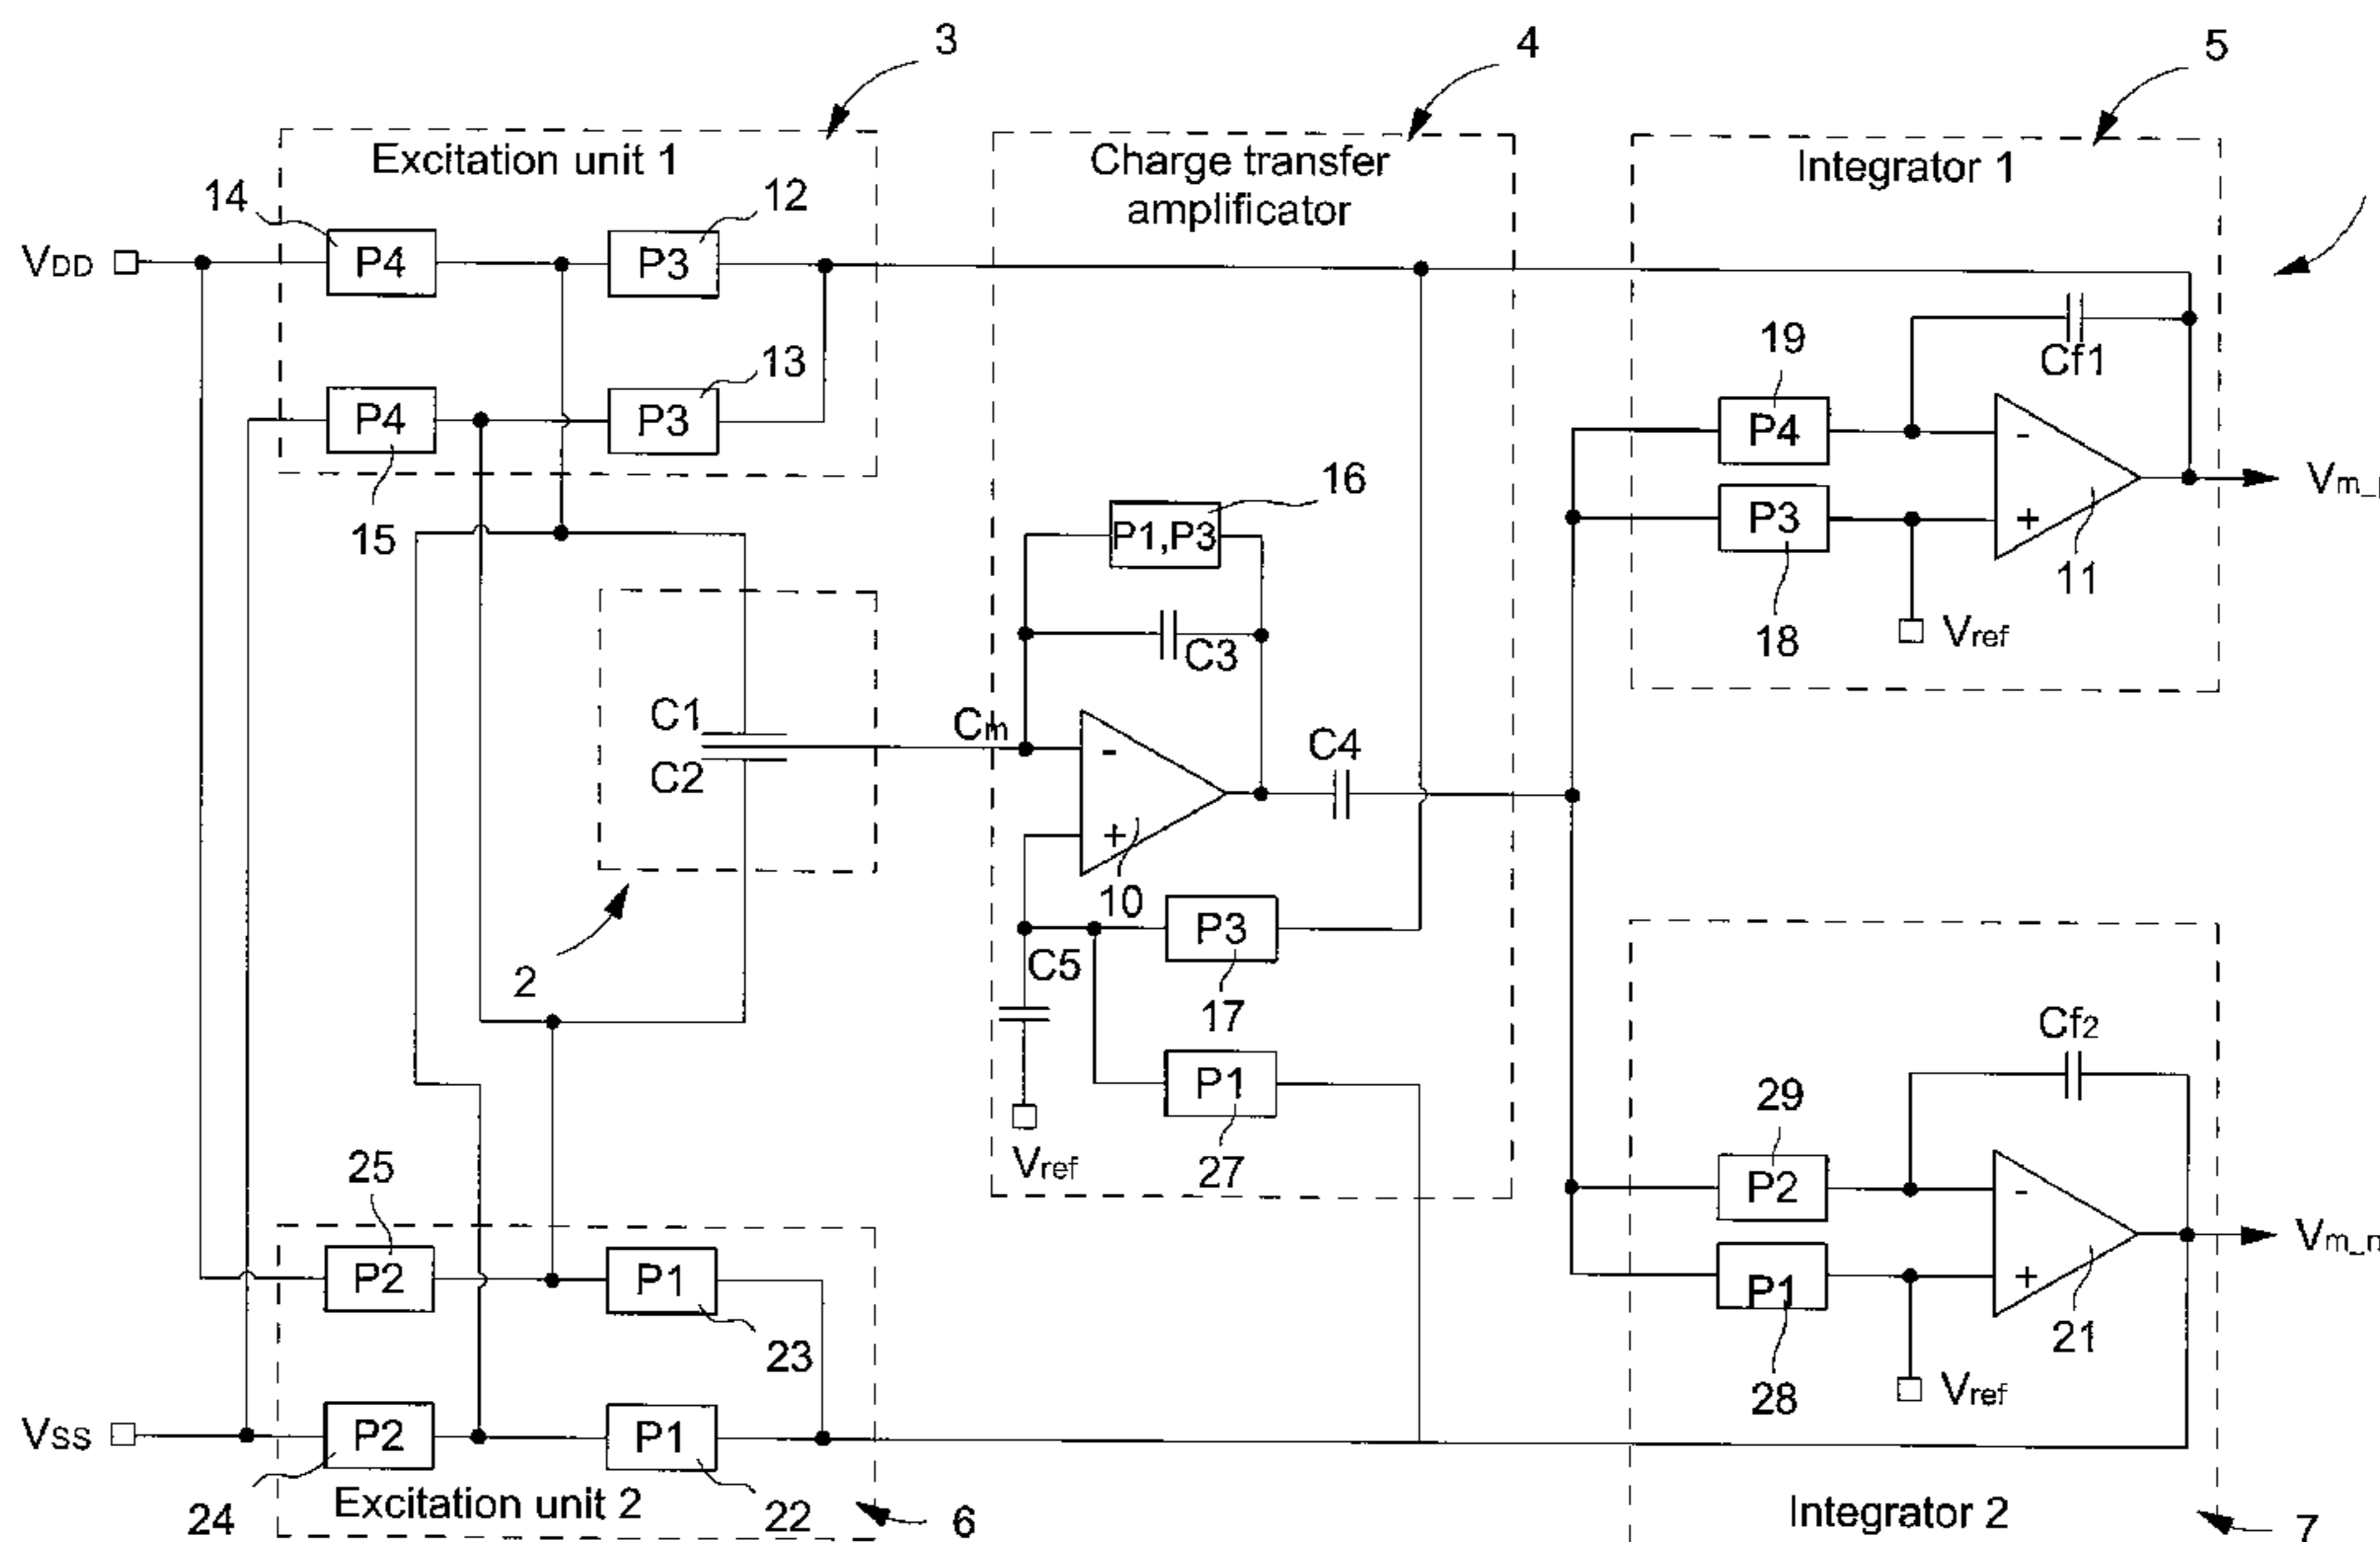 3
4
5
Excitation unit 1
Charge transfer
amplificator
Integrator 1
14
12
VDD
P4
P3
13
19
Cf1
P4
P3
P4
-
15
16
P1,P3
P3
+
11
18
Vref
C3
C1
Cm
-
C4
C2
+
10
2
C5
P3
17
Cf2
P1
29
Vref
27
25
P2
-
P2
P1
P1
+
23
28
21
Vref
VSS
P2
P1
24
Excitation unit 2
22
6
Integrator 2
7